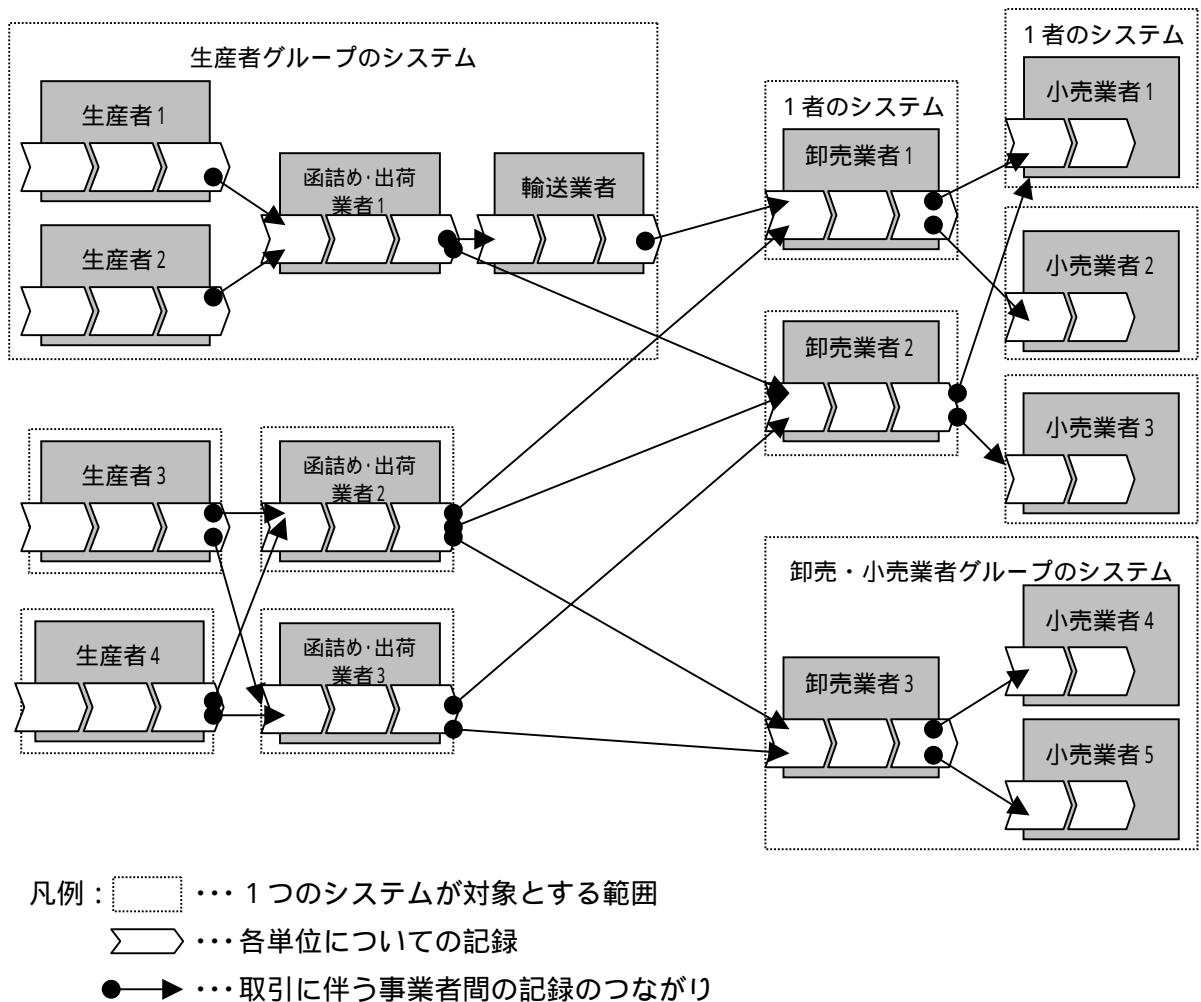 生産者グループのシステム
生産者1
函詰め・出荷
業者1
輸送業者
生産者2
1者のシステム
卸売業者1
卸売業者2
1者のシステム
小売業者1
小売業者2
小売業者3
生産者3
函詰め・出荷
業者2
生産者4
函詰め・出荷
業者3
卸売・小売業者グループのシステム
卸売業者3
小売業者4
小売業者5
凡例：　・・・１つのシステムが対象とする範囲
・・・各単位についての記録
・・・取引に伴う事業者間の記録のつながり